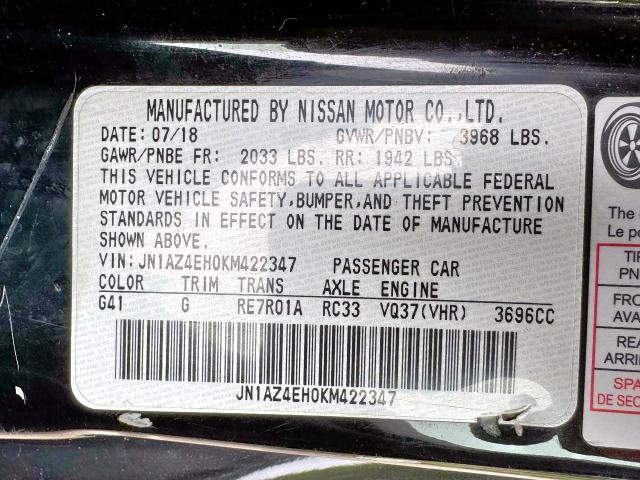 MANUFACTURED BY NISSAN MOTOR CO.,LTD.
DATE: 07/18 GVWR/PNBV: 3968 LBS.
GAWR/PNBE FR: 2033 LBS. RR: 1942 LBS.
THIS VEHICLE CONFORMS TO ALL APPLICABLE FEDERAL
MOTOR VEHICLE SAFETY,BUMPER,AND THEFT PREVENTION
STANDARDS IN EFFECT ON THE DATE OF MANUFACTURE
SHOWN ABOVE.
VIN: JN1AZ4EH0KM422347 PASSENGER CAR
COLOR TRIM TRANS AXLE ENGINE
G41 G RE7R01A RC33 VQ37(VHR) 3696CC
JN1AZ4EH0KM422347
The
Le po
TI
PN
FRO
AVA
REA
ARRI
SPA
DE SEC